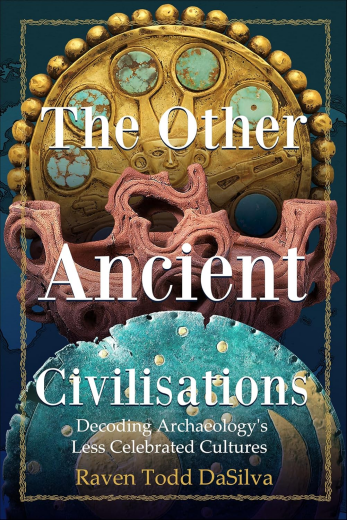 The Other
Ancient
Civilisations
Decoding Archaeology's
Less Celebrated Cultures
Raven Todd DaSilva